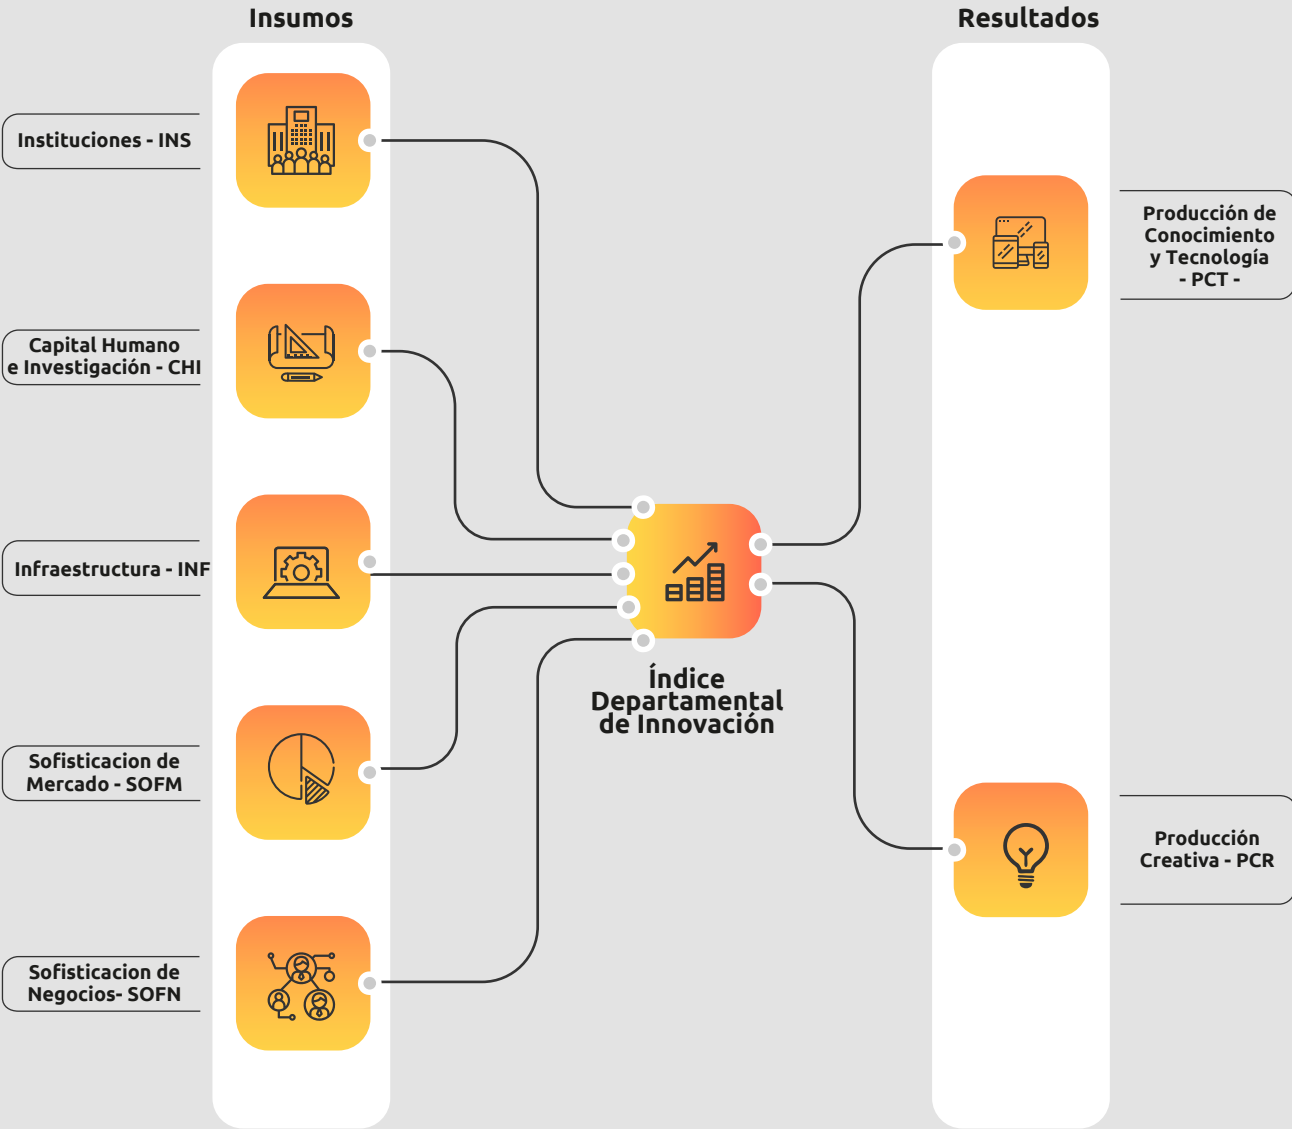 Insumos
Resultados
Instituciones - INS
Capital Humano
e Investigación - CHI
Infraestructura - INF
Sofisticacion de
Mercado - SOFM
Sofisticacion de
Negocios- SOFN
Índice
Departamental
de Innovación
Producción de
Conocimiento
y Tecnología
- PCT -
Producción
Creativa - PCR